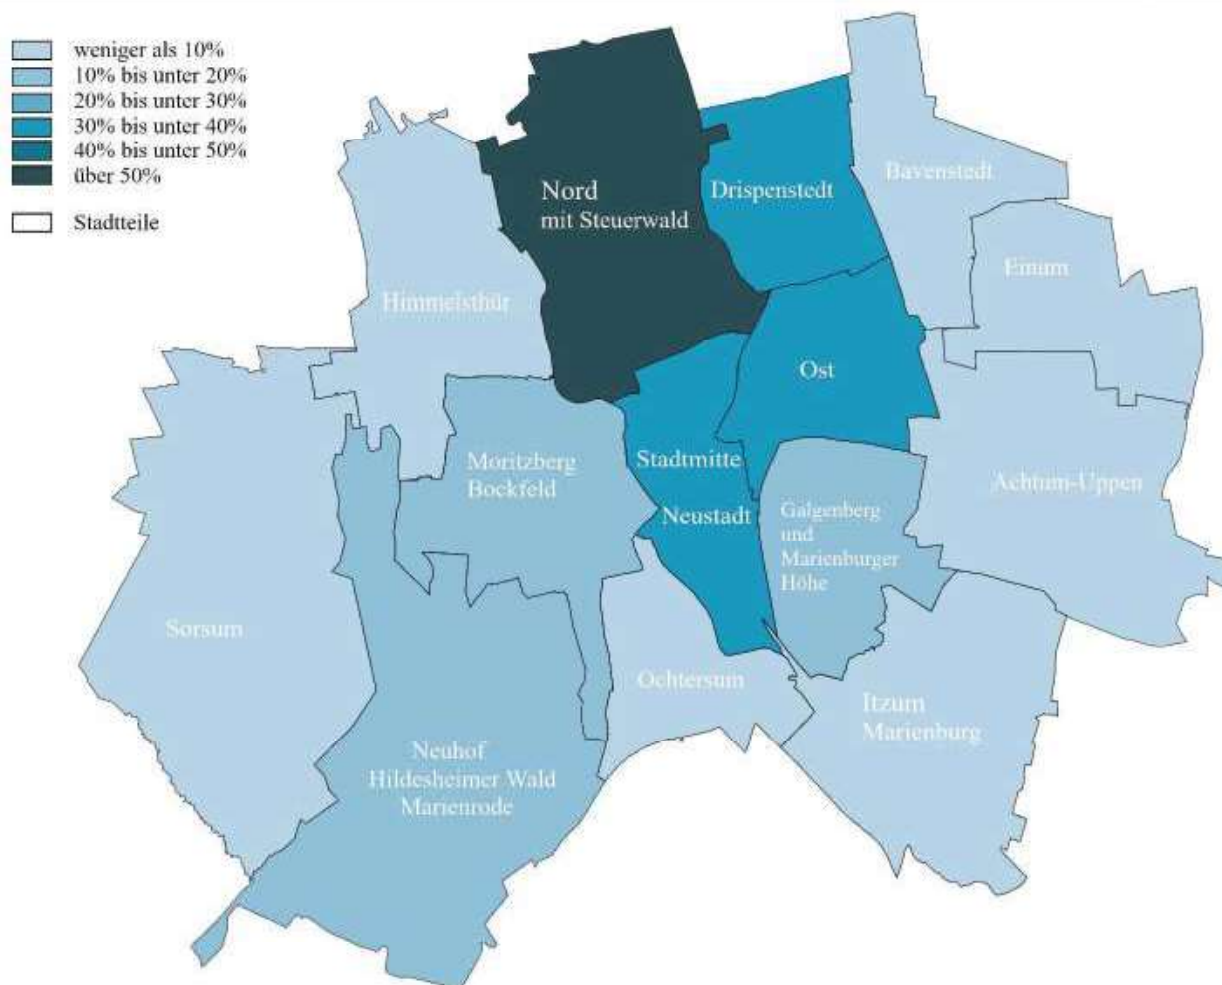 weniger als 10%
10% bis unter 20%
20% bis unter 30%
30% bis unter 40%
40% bis unter 50%
über 50%
Stadtteile
Nord
mit Steuerwald
Drispenstedt
Bavenstedt
Einum
Himmelsthür
Ost
Moritzberg
Bockfeld
Stadtmitte
Neustadt
Galgenberg
und
Marienburger
Höhe
Achtum-Uppen
Sorsum
Ochtersum
Itzum
Marienburg
Neuhof
Hildesheimer Wald
Marienrode